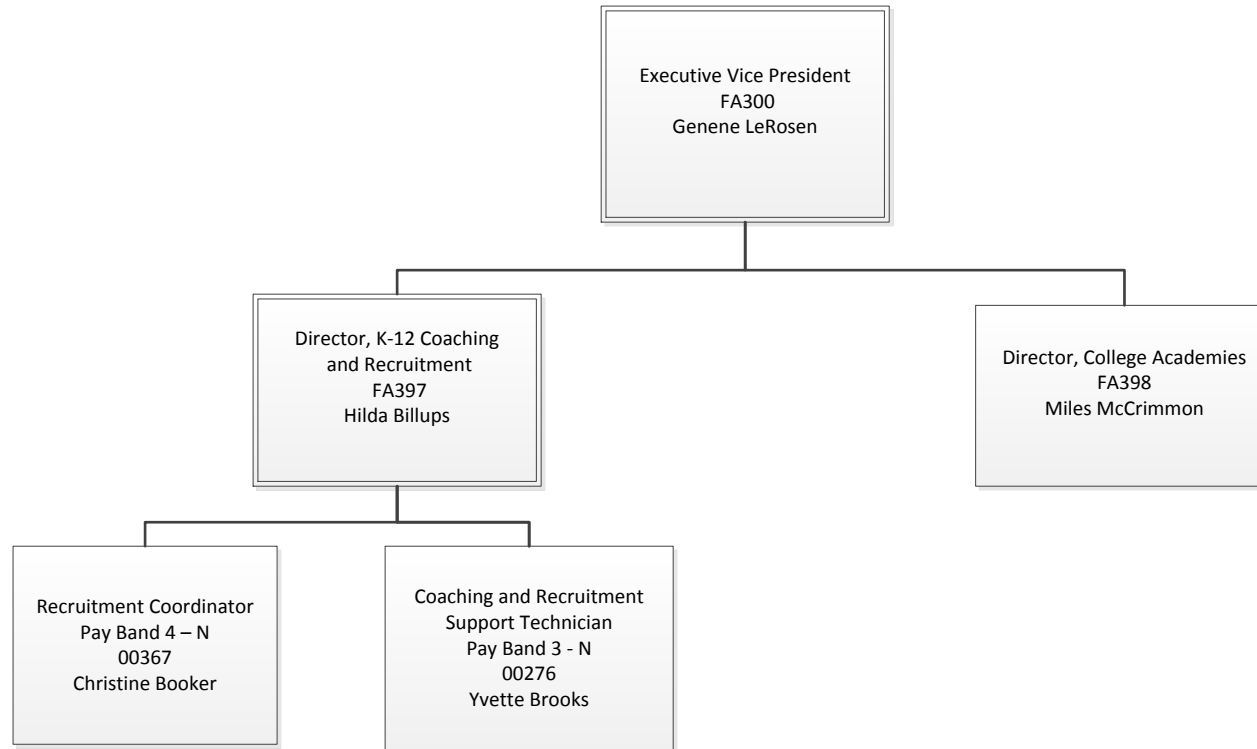 Executive Vice President
FA300
Genene LeRosen
Director, K-12 Coaching
and Recruitment
FA397
Hilda Billups
Director, College Academies
FA398
Miles McCrimmon
Recruitment Coordinator
Pay Band 4 – N
00367
Christine Booker
Coaching and Recruitment
Support Technician
Pay Band 3 - N
00276
Yvette Brooks